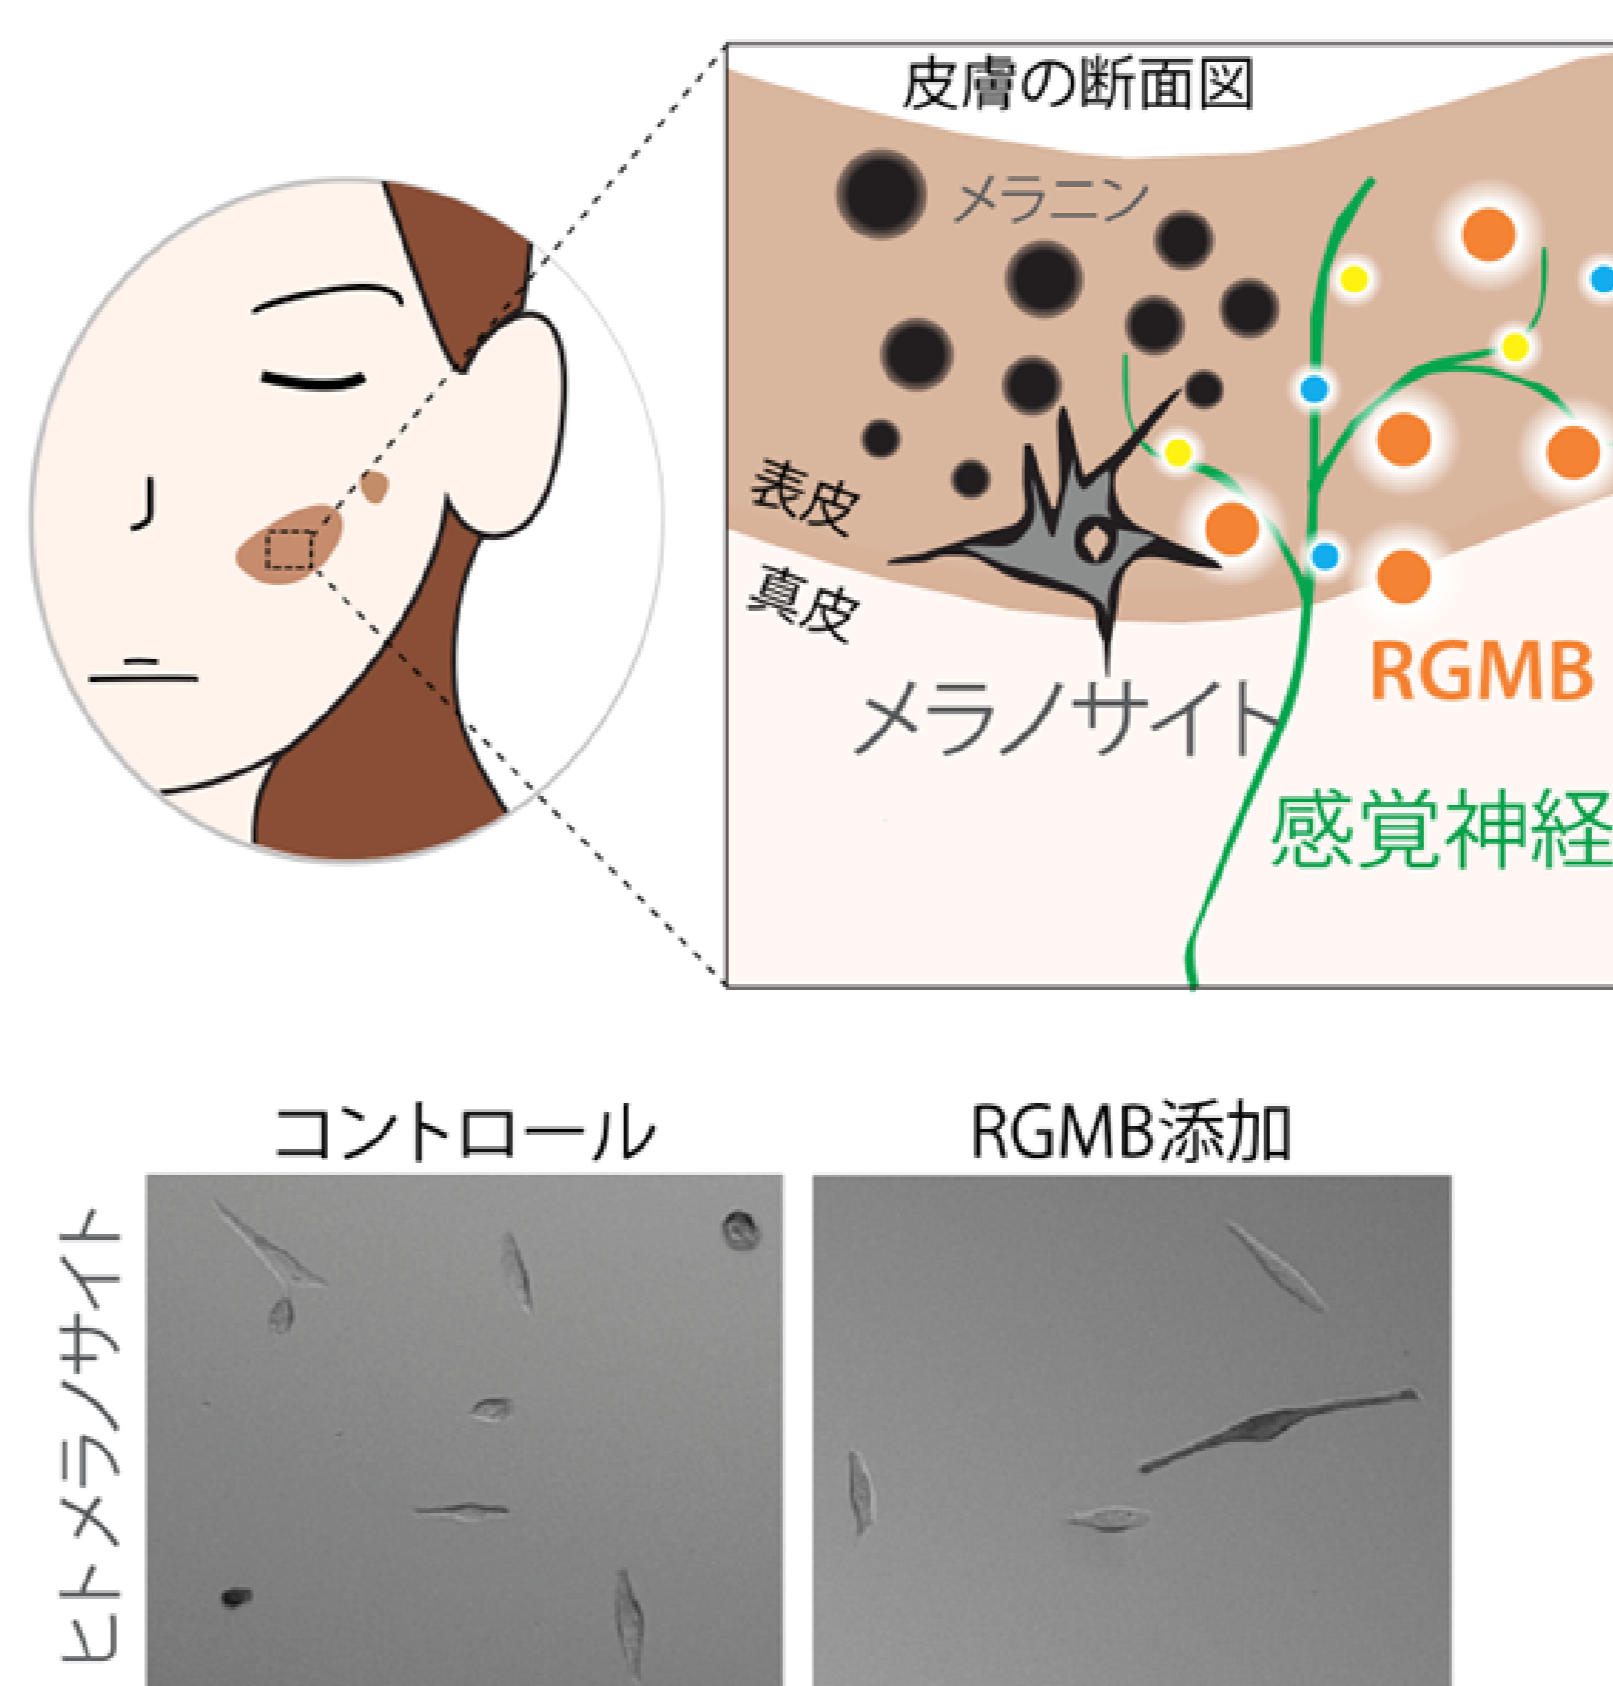 皮膚の断面図
メラニン
表皮
真皮
RGMB
メラノサイト
感覚神経
コントロール
RGMB添加
ヒトメラノサイト